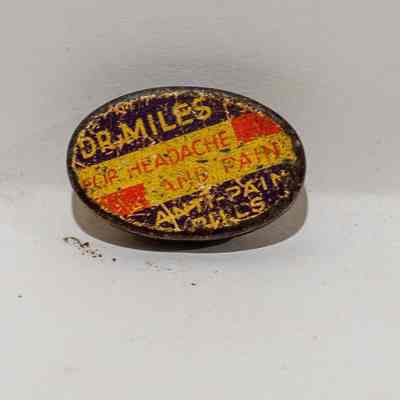 DR. MILES
FOR HEADACHE
AND PAIN
ANTI-PAIN
PILLS